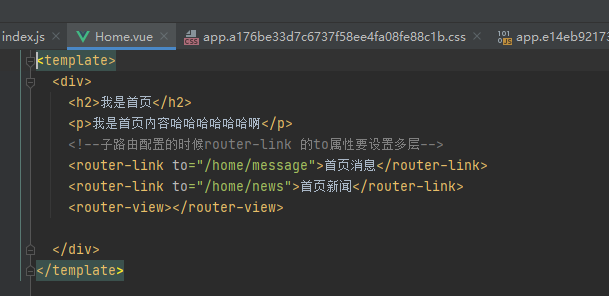 index.js × Home.vue × app.a176be33d7c6737f58ee4fa08fe88c1b.css × app.e14eb9217
<template>
<div>
<h2>我是首页</h2>
<p>我是首页内容哈哈哈哈哈哈啊</p>
<!--子路由配置的时候router-link 的to属性要设置多层-->
<router-link to="/home/message">首页消息</router-link>
<router-link to="/home/news">首页新闻</router-link>
<router-view></router-view>
</div>
</template>